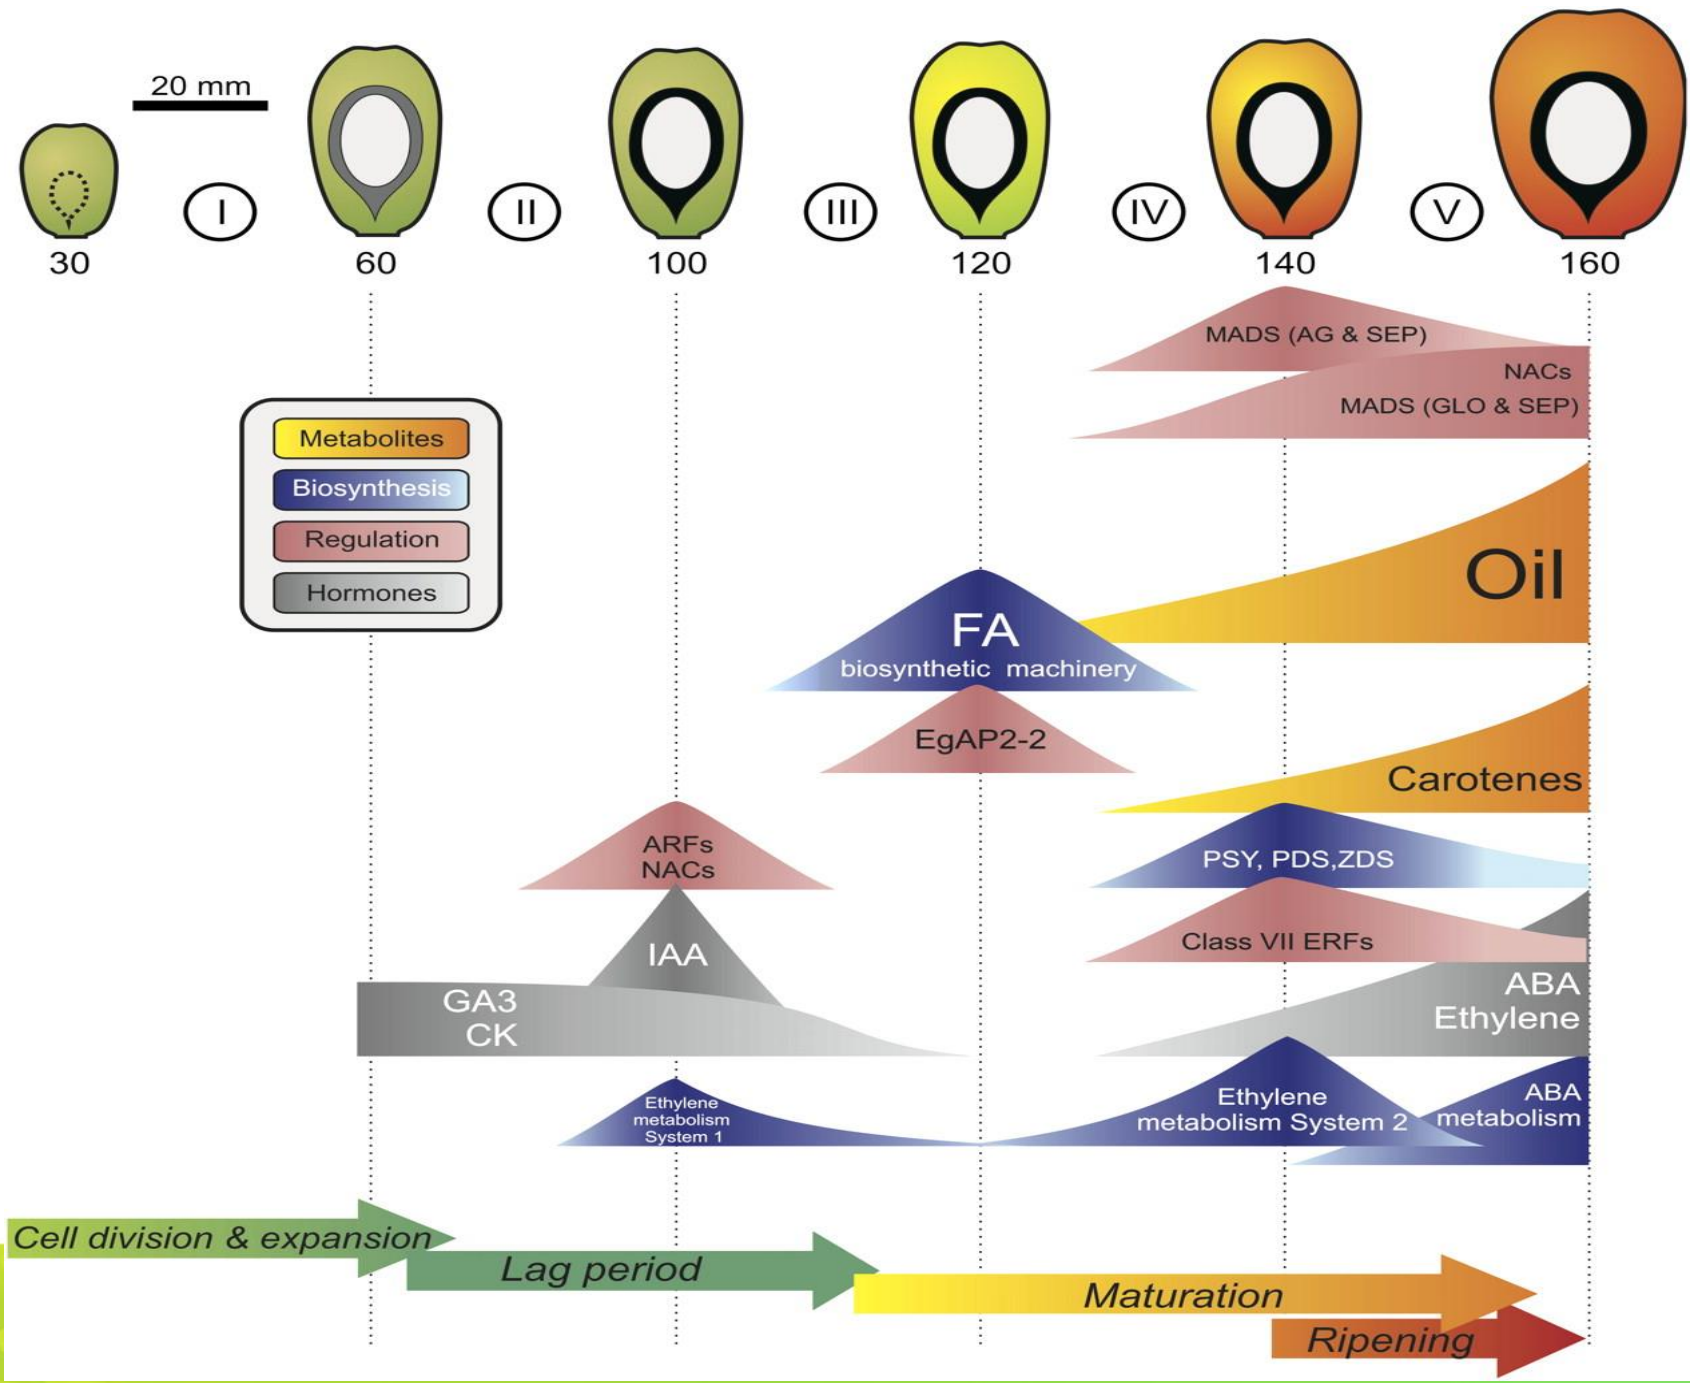 20 mm
I
II
III
IV
V
30
60
100
120
140
160
MADS (AG & SEP)
NACs
MADS (GLO & SEP)
Metabolites
Biosynthesis
Regulation
Hormones
Oil
FA
biosynthetic machinery
EgAP2-2
Carotenes
ARFs
NACs
PSY, PDS,ZDS
IAA
Class VII ERFs
GA3
CK
ABA
Ethylene
Ethylene
metabolism
System 1
Ethylene
metabolism System 2
ABA
metabolism
Cell division & expansion
Lag period
Maturation
Ripening